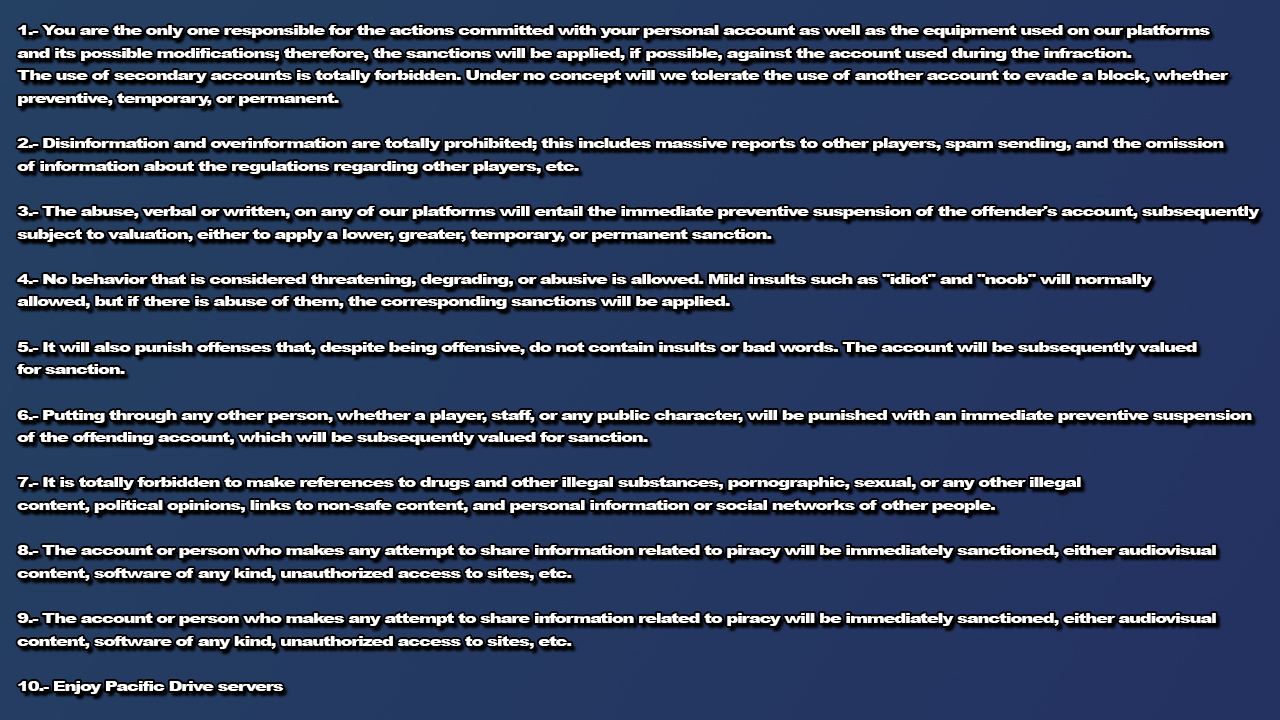 1.- You are the only one responsible for the actions committed with your personal account as well as the equipment used on our platforms
and its possible modifications; therefore, the sanctions will be applied, if possible, against the account used during the infraction.
The use of secondary accounts is totally forbidden. Under no concept will we tolerate the use of another account to evade a block, whether
preventive, temporary, or permanent.
2.- Disinformation and overinformation are totally prohibited; this includes massive reports to other players, spam sending, and the omission
of information about the regulations regarding other players, etc.
3.- The abuse, verbal or written, on any of our platforms will entail the immediate preventive suspension of the offender's account, subsequently
subject to valuation, either to apply a lower, greater, temporary, or permanent sanction.
4.- No behavior that is considered threatening, degrading, or abusive is allowed. Mild insults such as "idiot" and "noob" will normally
allowed, but if there is abuse of them, the corresponding sanctions will be applied.
5.- It will also punish offenses that, despite being offensive, do not contain insults or bad words. The account will be subsequently valued
for sanction.
6.- Putting through any other person, whether a player, staff, or any public character, will be punished with an immediate preventive suspension
of the offending account, which will be subsequently valued for sanction.
7.- It is totally forbidden to make references to drugs and other illegal substances, pornographic, sexual, or any other illegal
content, political opinions, links to non-safe content, and personal information or social networks of other people.
8.- The account or person who makes any attempt to share information related to piracy will be immediately sanctioned, either audiovisual
content, software of any kind, unauthorized access to sites, etc.
9.- The account or person who makes any attempt to share information related to piracy will be immediately sanctioned, either audiovisual
content, software of any kind, unauthorized access to sites, etc.
10.- Enjoy Pacific Drive servers